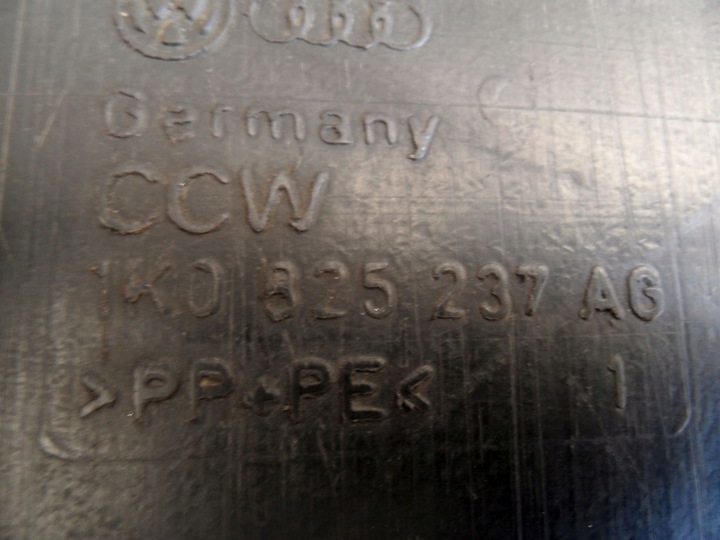 Germany
CCW
1K0 825 237 AG
>PP+PE< 1